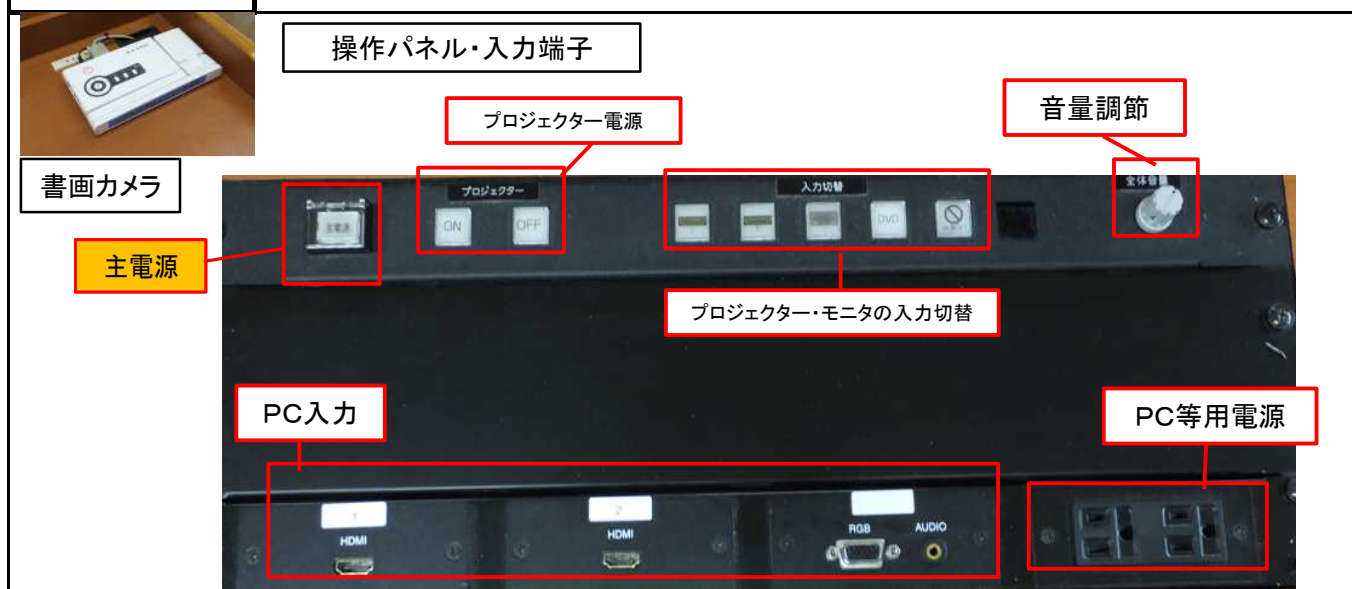 操作パネル・入力端子
プロジェクター電源
音量調節
書画カメラ
プロジェクター
入力切替
全体音量
主電源
ON
OFF
DVD
主電源
プロジェクター・モニタの入力切替
PC入力
PC等用電源
1
HDMI
2
HDMI
RGB
AUDIO